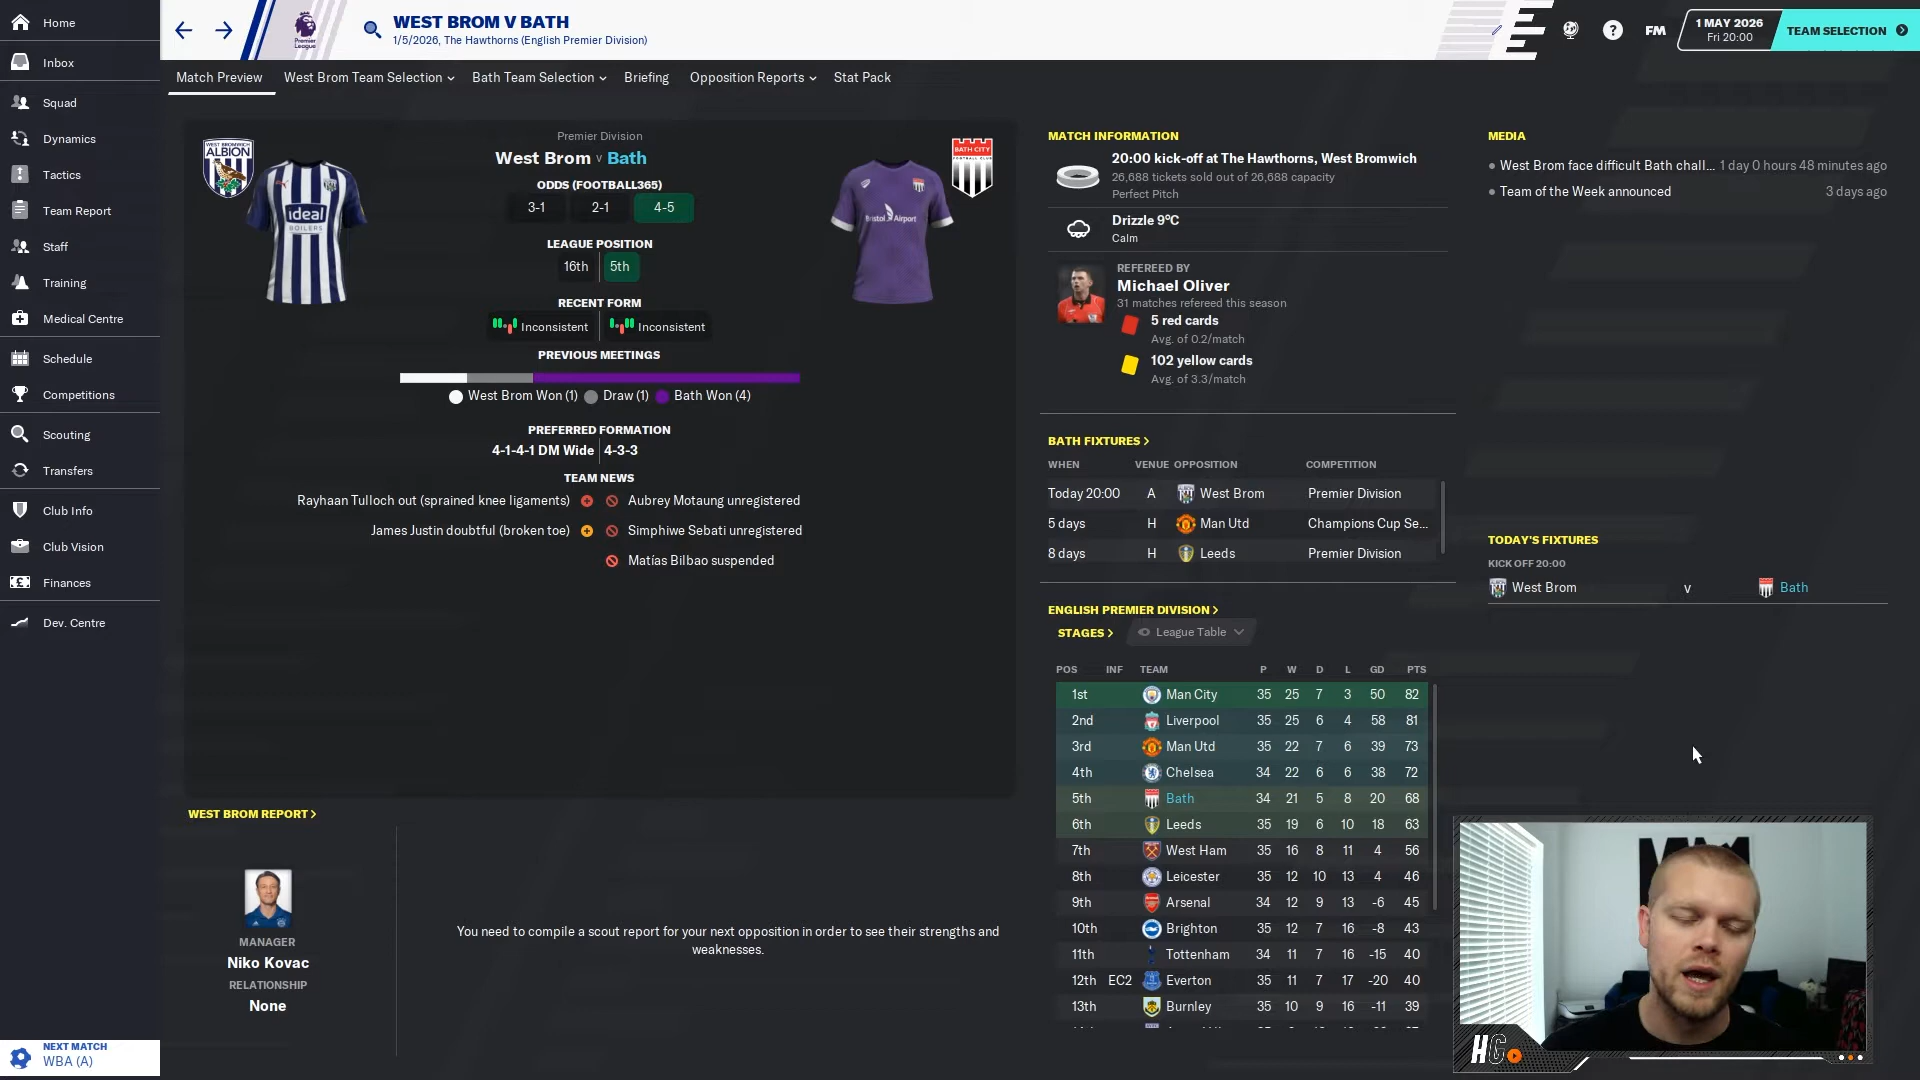 Home
Inbox
Squad
Dynamics
Tactics
Team Report
Staff
Training
Medical Centre
Schedule
Competitions
Scouting
Transfers
Club Info
Club Vision
Finances
Dev. Centre
NEXT MATCH
WBA (A)
Premier League
WEST BROM V BATH
1/5/2026, The Hawthorns (English Premier Division)
FM
1 MAY 2026
Fri 20:00
TEAM SELECTION
Match Preview
West Brom Team Selection
Bath Team Selection
Briefing
Opposition Reports
Stat Pack
WEST BROMWICH
ALBION
ideal
BOILERS
Premier Division
West Brom v Bath
ODDS (FOOTBALL365)
3-1 2-1 4-5
LEAGUE POSITION
16th 5th
RECENT FORM
Inconsistent Inconsistent
PREVIOUS MEETINGS
West Brom Won (1) Draw (1) Bath Won (4)
PREFERRED FORMATION
4-1-4-1 DM Wide 4-3-3
TEAM NEWS
Rayhaan Tulloch out (sprained knee ligaments) Aubrey Motaung unregistered
James Justin doubtful (broken toe) Simphiwe Sebati unregistered
Matías Bilbao suspended
BATH CITY
FOOTBALL CLUB
Bristol Airport
WEST BROM REPORT
MANAGER
Niko Kovac
RELATIONSHIP
None
You need to compile a scout report for your next opposition in order to see their strengths and
weaknesses.
MATCH INFORMATION
20:00 kick-off at The Hawthorns, West Bromwich
26,688 tickets sold out of 26,688 capacity
Perfect Pitch
Drizzle 9°C
Calm
REFEREED BY
Michael Oliver
31 matches refereed this season
5 red cards
Avg. of 0.2/match
102 yellow cards
Avg. of 3.3/match
BATH FIXTURES
WHEN VENUE OPPOSITION COMPETITION
Today 20:00 A West Brom Premier Division
5 days H Man Utd Champions Cup Se...
8 days H Leeds Premier Division
ENGLISH PREMIER DIVISION
STAGES League Table
POS INF TEAM P W D L GD PTS
1st Man City 35 25 7 3 50 82
2nd Liverpool 35 25 6 4 58 81
3rd Man Utd 35 22 7 6 39 73
4th Chelsea 34 22 6 6 38 72
5th Bath 34 21 5 8 20 68
6th Leeds 35 19 6 10 18 63
7th West Ham 35 16 8 11 4 56
8th Leicester 35 12 10 13 4 46
9th Arsenal 34 12 9 13 -6 45
10th Brighton 35 12 7 16 -8 43
11th Tottenham 34 11 7 16 -15 40
12th EC2 Everton 35 11 7 17 -20 40
13th Burnley 35 10 9 16 -11 39
MEDIA
West Brom face difficult Bath chall... 1 day 0 hours 48 minutes ago
Team of the Week announced 3 days ago
TODAY'S FIXTURES
KICK OFF 20:00
West Brom v Bath
HG